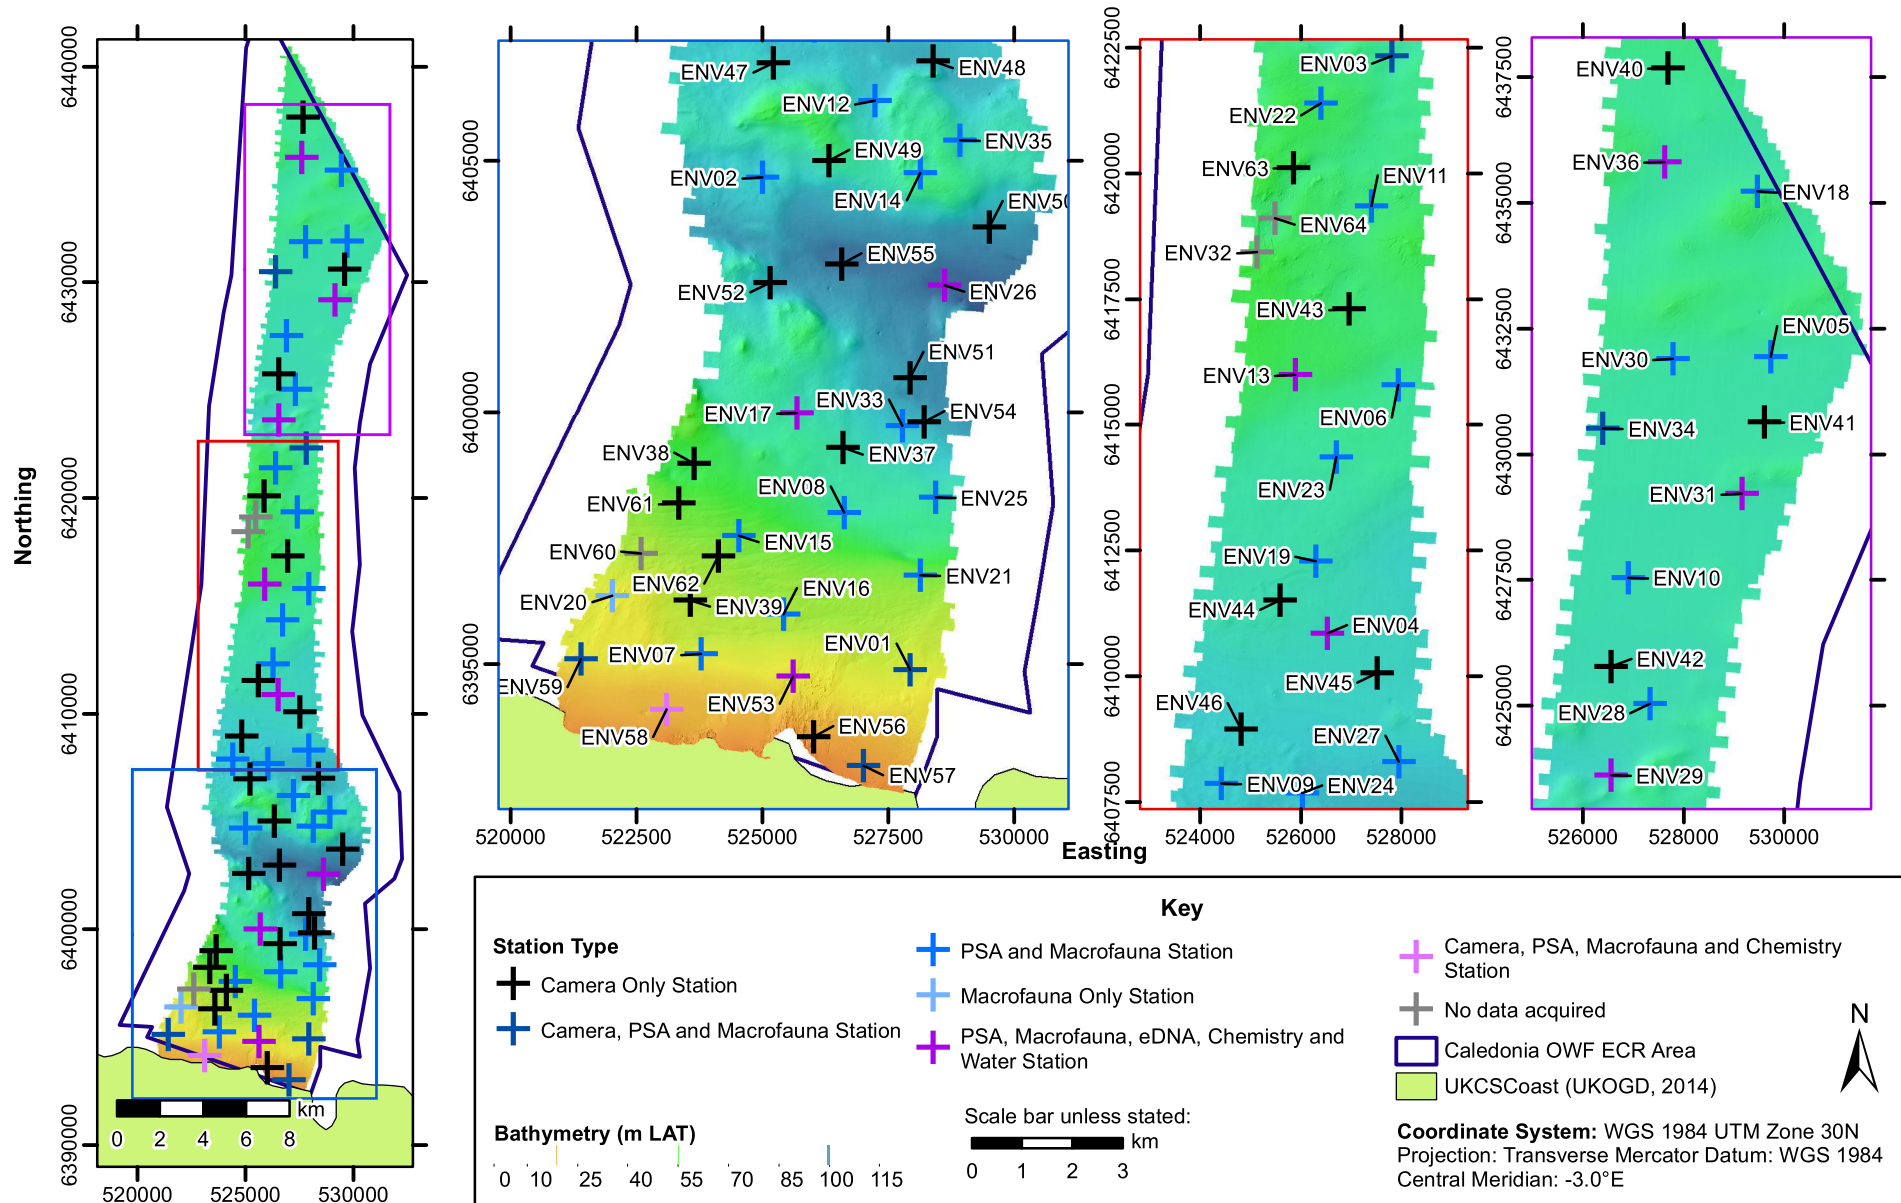 Northing
6440000
6430000
6420000
6410000
6400000
6390000
520000
525000
530000
km
0 2 4 6 8
6405000
6400000
6395000
520000
522500
525000
527500
530000
ENV47
ENV48
ENV12
ENV35
ENV49
ENV02
ENV14
ENV50
ENV55
ENV52
ENV26
ENV51
ENV33
ENV17
ENV54
ENV38
ENV37
ENV08
ENV61
ENV25
ENV60
ENV15
ENV62
ENV21
ENV20
ENV39
ENV16
ENV07
ENV01
ENV59
ENV53
ENV58
ENV56
ENV57
6422500
6420000
6417500
6415000
6412500
6410000
6407500
524000
526000
528000
ENV03
ENV22
ENV63
ENV11
ENV64
ENV32
ENV43
ENV13
ENV06
ENV23
ENV19
ENV44
ENV04
ENV45
ENV46
ENV27
ENV09
ENV24
6437500
6435000
6432500
6430000
6427500
6425000
526000
528000
530000
ENV40
ENV36
ENV18
ENV05
ENV30
ENV34
ENV41
ENV31
ENV10
ENV42
ENV28
ENV29
Easting
Key
Station Type
Camera Only Station
Camera, PSA and Macrofauna Station
PSA and Macrofauna Station
Macrofauna Only Station
PSA, Macrofauna, eDNA, Chemistry and
Water Station
Camera, PSA, Macrofauna and Chemistry
Station
No data acquired
Caledonia OWF ECR Area
UKCSCoast (UKOGD, 2014)
N
Bathymetry (m LAT)
0 10 25 40 55 70 85 100 115
Scale bar unless stated:
km
0 1 2 3
Coordinate System: WGS 1984 UTM Zone 30N
Projection: Transverse Mercator Datum: WGS 1984
Central Meridian: -3.0°E